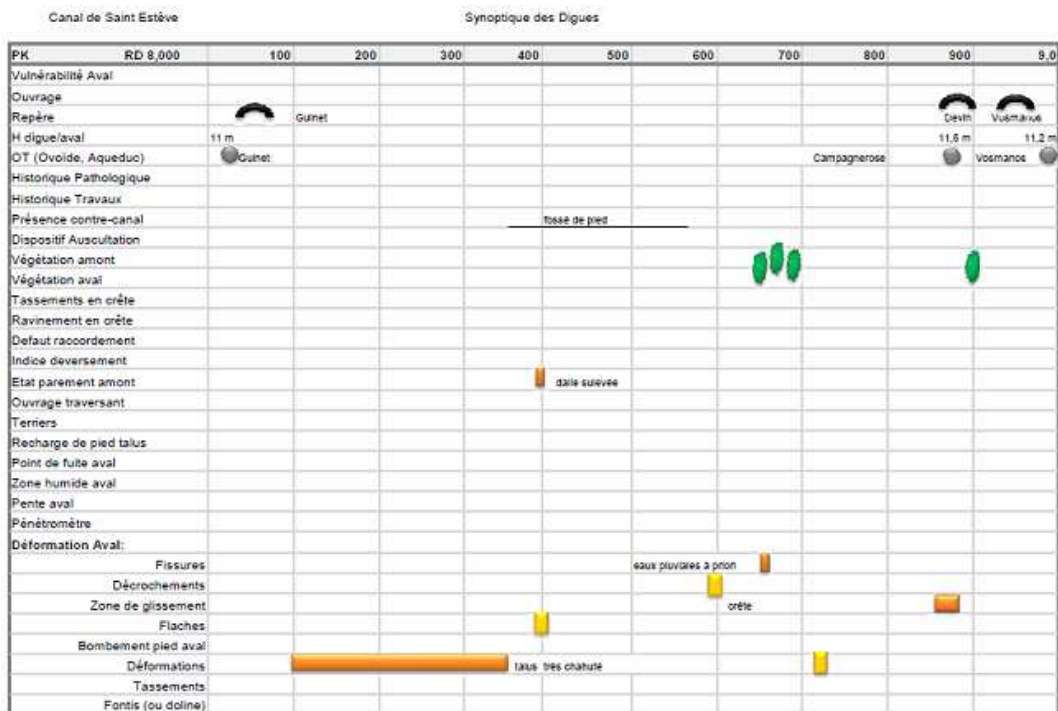 Canal de Saint Estève Synoptique des Digues
PK RD 8,000 100 200 300 400 500 600 700 800 900 9,0
Vulnérabilité Aval
Ouvrage
Repère Guinet Devin Vusmanus
H digue/aval 11 m 11,6 m 11,2 m
OT (Ovoide, Aqueduc) Guinet Campagnerose Vosmanos
Historique Pathologique
Historique Travaux
Présence contre-canal fossé de pied
Dispositif Auscultation
Végétation amont
Végétation aval
Tassements en crête
Ravinement en crête
Defaut raccordement
Indice deversement
Etat parement amont dalle sulevée
Ouvrage traversant
Terriers
Recharge de pied talus
Point de fuite aval
Zone humide aval
Pente aval
Pénétromètre
Déformation Aval:
Fissures eaux pluviales à priori
Décrochements
Zone de glissement crête
Flaches
Bombement pied aval
Déformations talus très chahuté
Tassements
Fontis (ou doline)